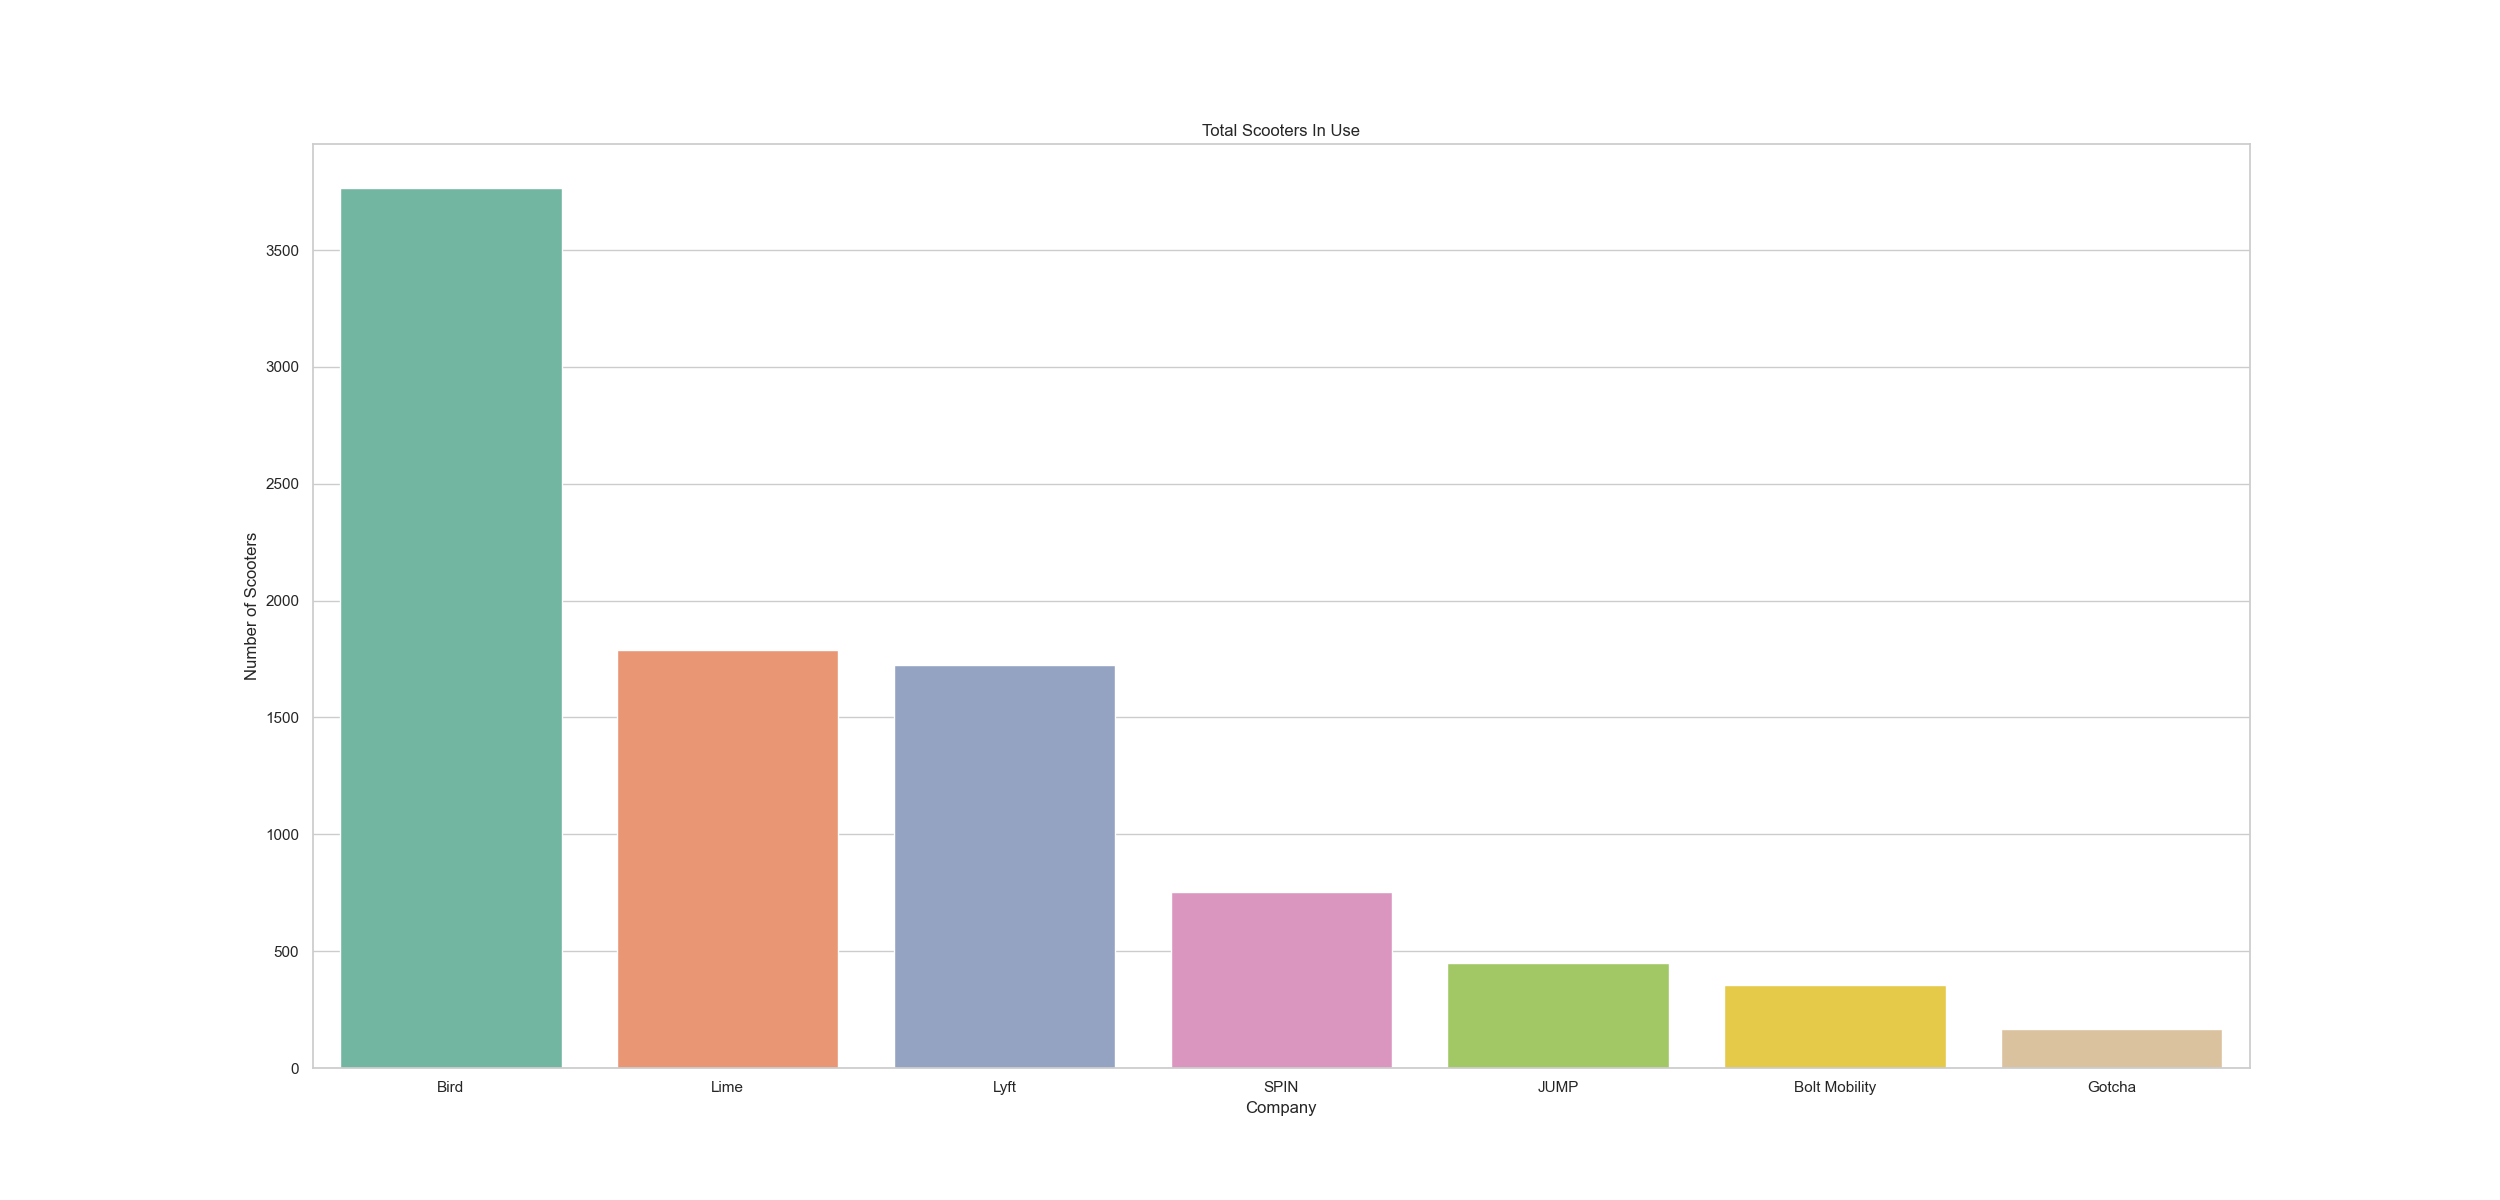 Total Scooters In Use
3500
3000
2500
2000
1500
1000
500
0
Number of Scooters
Bird Lime Lyft SPIN JUMP Bolt Mobility Gotcha
Company